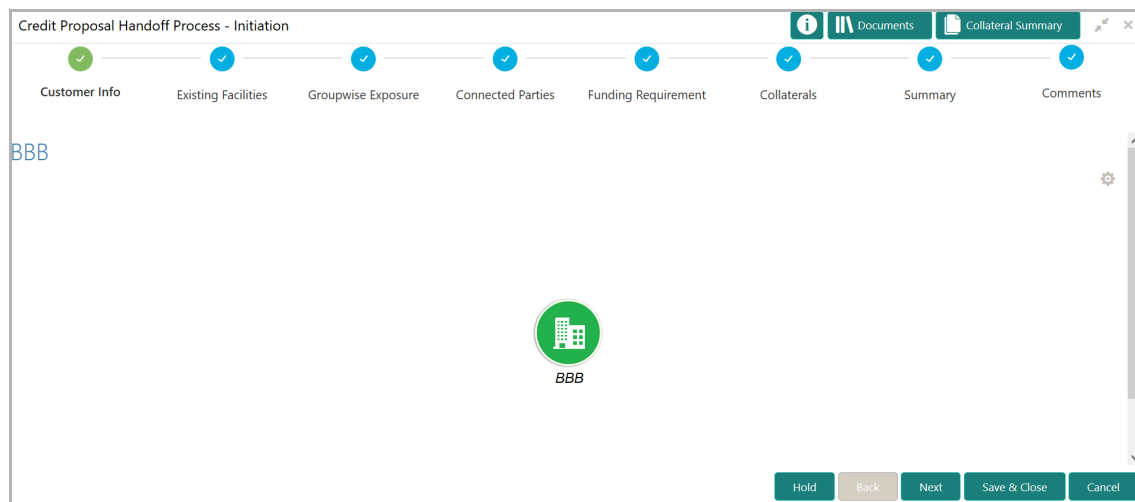 Credit Proposal Handoff Process - Initiation
Documents
Collateral Summary
Customer Info
Existing Facilities
Groupwise Exposure
Connected Parties
Funding Requirement
Collaterals
Summary
Comments
BBB
BBB
Hold
Back
Next
Save & Close
Cancel